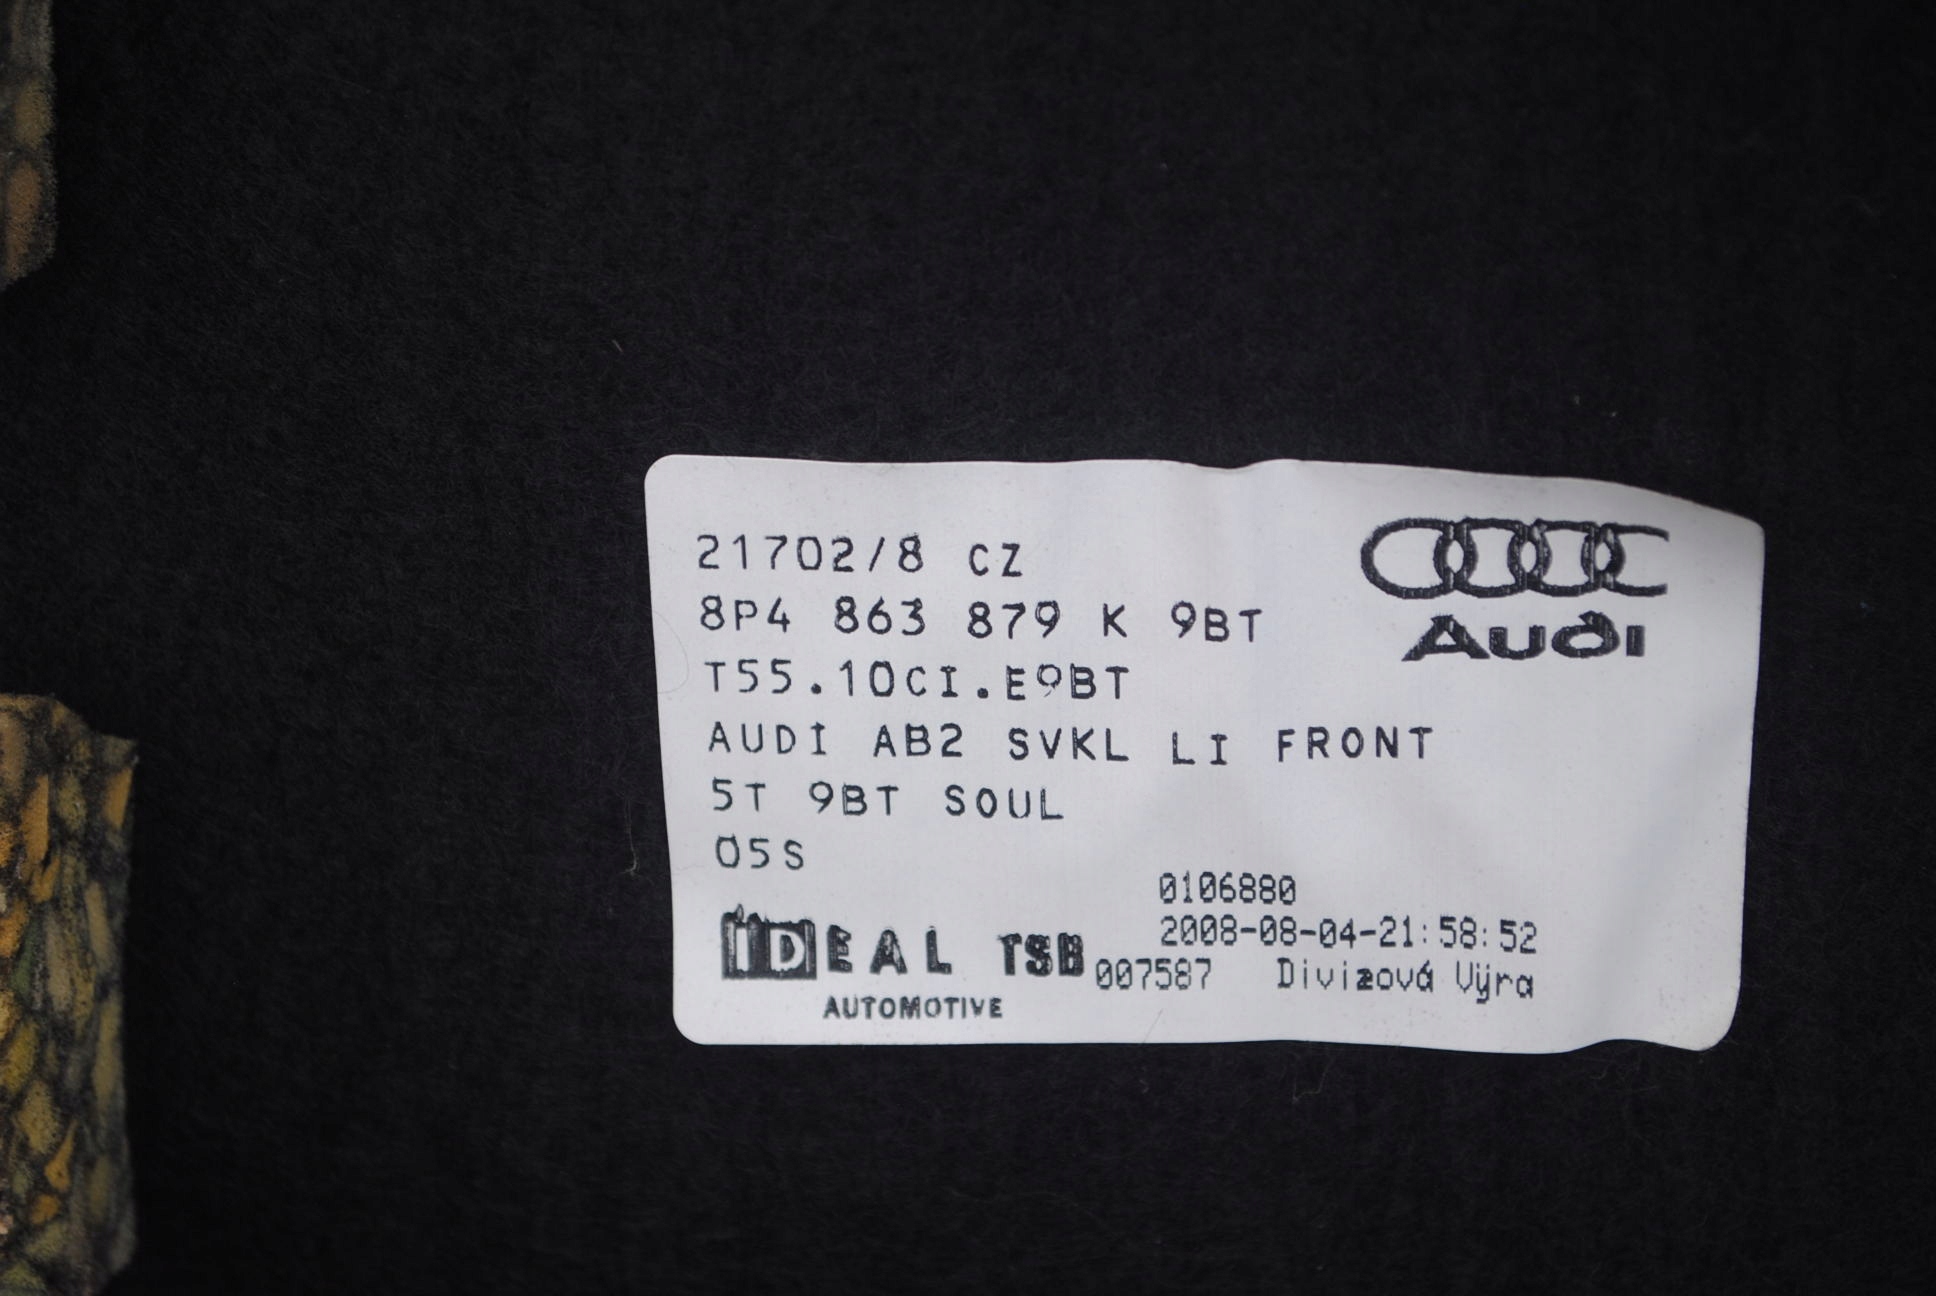 21702/8 CZ
8P4 863 879 K 9BT
Audi
T55.10CI.E9BT
AUDI AB2 SVKL LI FRONT
5T 9BT SOUL
05S
0106880
2008-08-04-21:58:52
IDEAL TSB
007587 Divizová Výra
AUTOMOTIVE